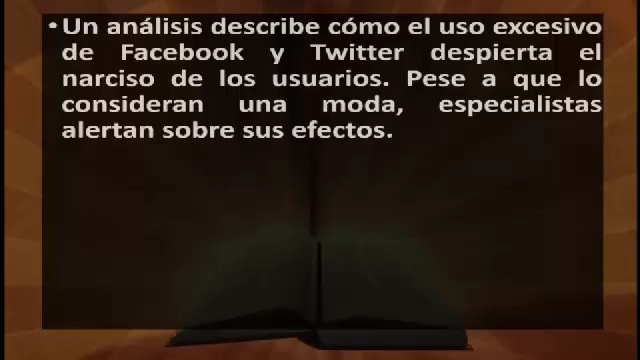 •Un análisis describe cómo el uso excesivo
de Facebook y Twitter despierta el
narciso de los usuarios. Pese a que lo
consideran una moda, especialistas
alertan sobre sus efectos.